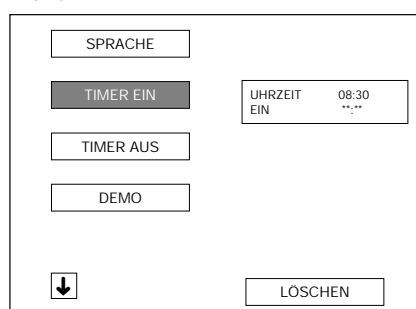 SPRACHE
TIMER EIN
UHRZEIT 08:30
EIN **:**
TIMER AUS
DEMO
LÖSCHEN